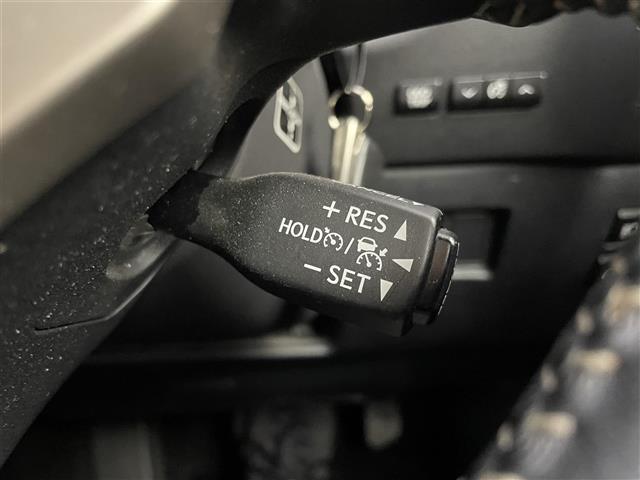 + RES
HOLD /
− SET